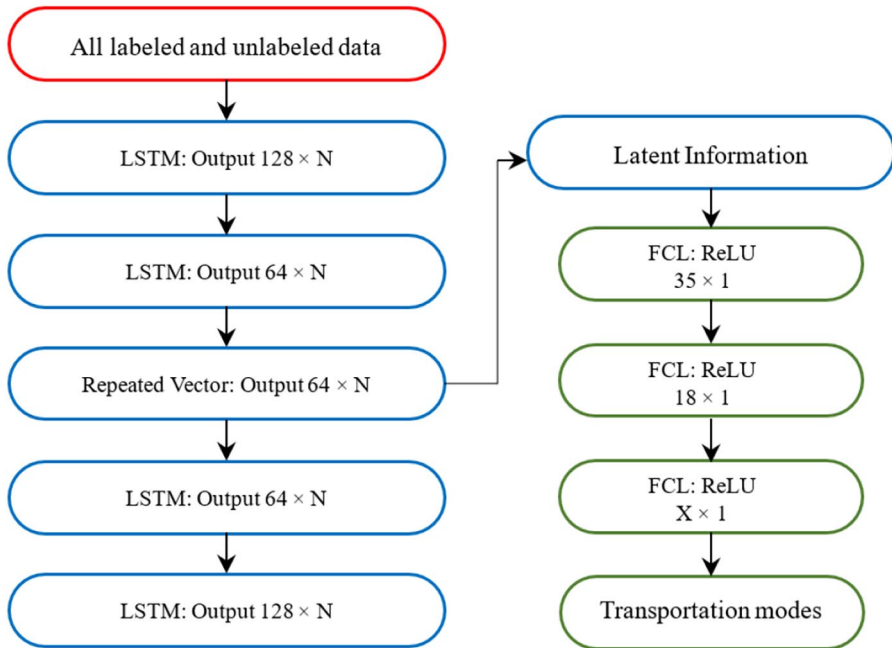 All labeled and unlabeled data
LSTM: Output 128 × N
LSTM: Output 64 × N
Repeated Vector: Output 64 × N
LSTM: Output 64 × N
LSTM: Output 128 × N
Latent Information
FCL: ReLU
35 × 1
FCL: ReLU
18 × 1
FCL: ReLU
X × 1
Transportation modes